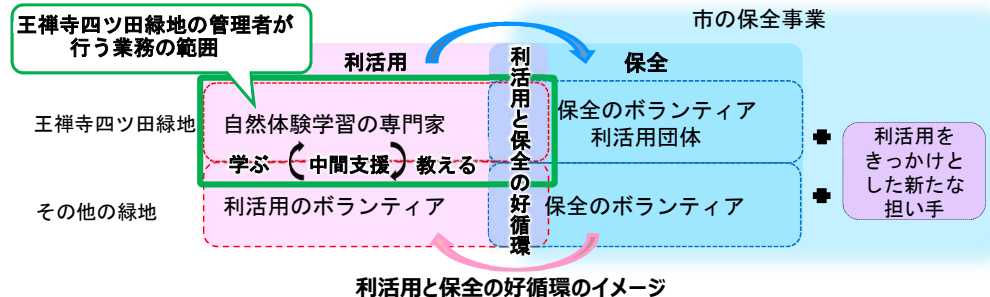 王禅寺四ツ田緑地の管理者が
行う業務の範囲
市の保全事業
利活用
保全
利活用と保全の好循環
王禅寺四ツ田緑地
自然体験学習の専門家
保全のボランティア
利活用団体
学ぶ
中間支援
教える
その他の緑地
利活用のボランティア
保全のボランティア
利活用を
きっかけと
した新たな
担い手
利活用と保全の好循環のイメージ